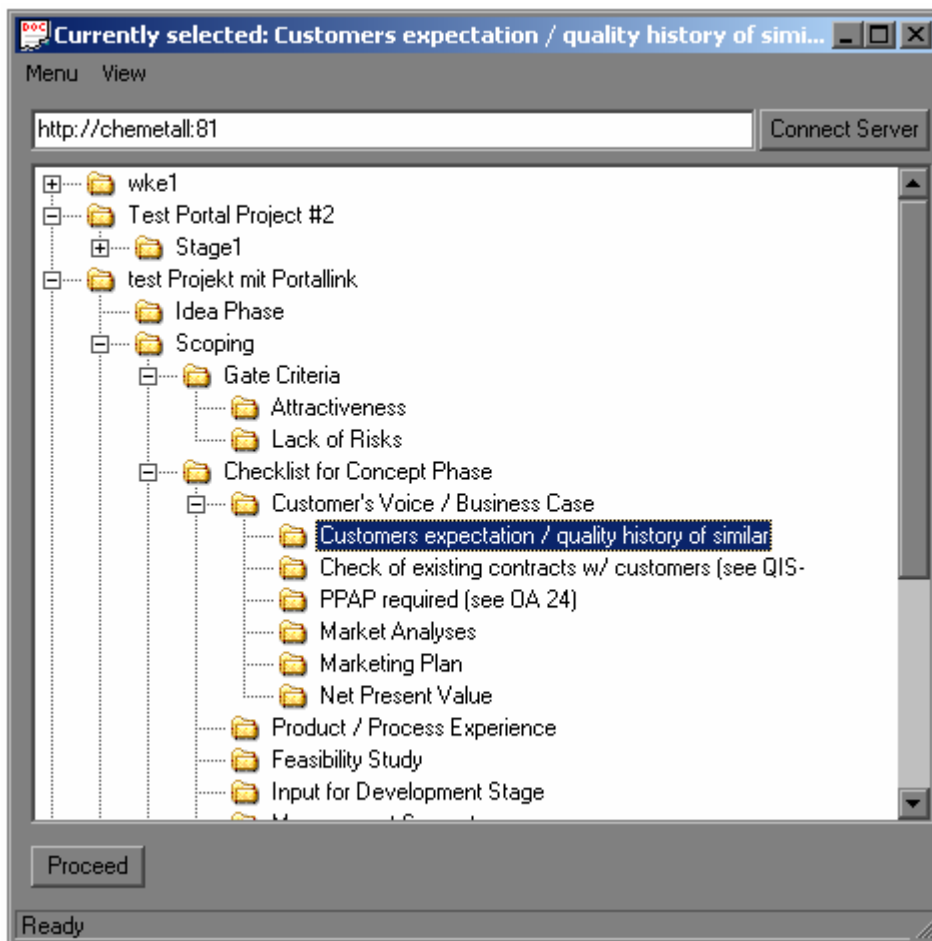 DOC
Currently selected: Customers expectation / quality history of simi...
Menu View
http://chemetall:81 Connect Server
wke1
Test Portal Project #2
Stage1
test Projekt mit Portallink
Idea Phase
Scoping
Gate Criteria
Attractiveness
Lack of Risks
Checklist for Concept Phase
Customer's Voice / Business Case
Customers expectation / quality history of similar
Check of existing contracts w/ customers (see QIS-
PPAP required (see OA 24)
Market Analyses
Marketing Plan
Net Present Value
Product / Process Experience
Feasibility Study
Input for Development Stage
Proceed
Ready